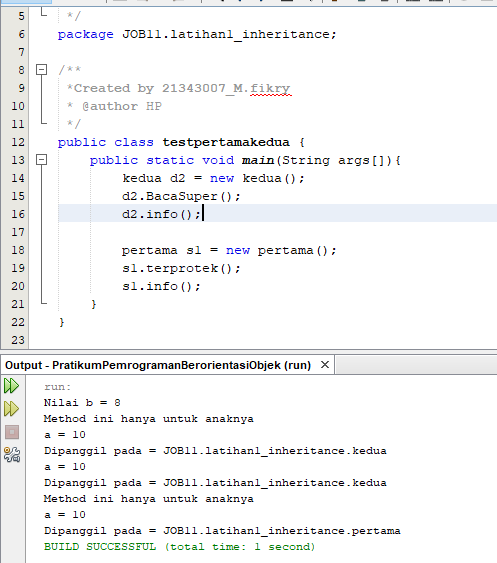 5 */
6 package JOB11.latihan1_inheritance;
7
8 /**
9 *Created by 21343007_M.fikry
10 * @author HP
11 */
12 public class testpertamakedua {
13 public static void main(String args[]){
14 kedua d2 = new kedua();
15 d2.BacaSuper();
16 d2.info();
17
18 pertama s1 = new pertama();
19 s1.terprotek();
20 s1.info();
21 }
22 }
23
Output - PratikumPemrogramanBerorientasiObjek (run) ×
run:
Nilai b = 8
Method ini hanya untuk anaknya
a = 10
Dipanggil pada = JOB11.latihan1_inheritance.kedua
a = 10
Dipanggil pada = JOB11.latihan1_inheritance.kedua
Method ini hanya untuk anaknya
a = 10
Dipanggil pada = JOB11.latihan1_inheritance.pertama
BUILD SUCCESSFUL (total time: 1 second)